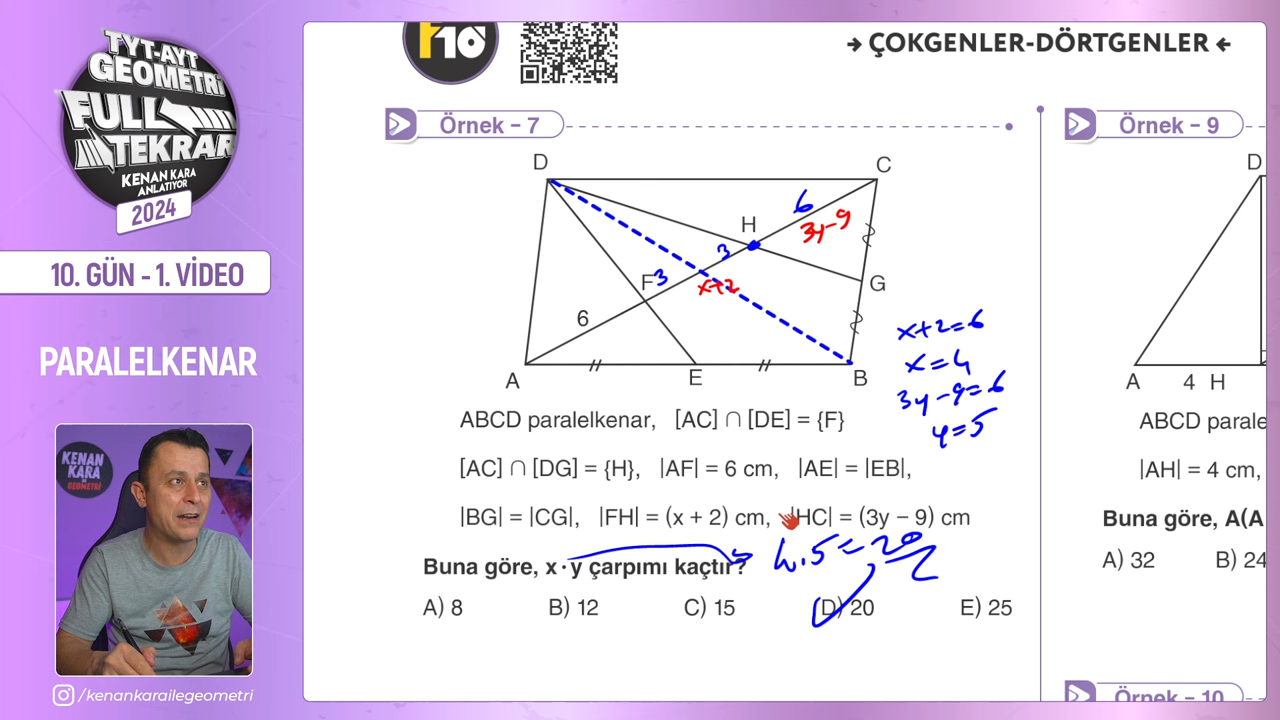 TYT-AYT
GEOMETRİ
FULL
TEKRAR
KENAN KARA
ANLATIYOR
2024
10. GÜN - 1. VİDEO
PARALELKENAR
KENAN
KARA
GEOMETRİ
/kenankarailegeometri
F10
→ ÇOKGENLER-DÖRTGENLER ←
Örnek – 7
D
C
H
6
3y-9
3
F
3
x+2
G
6
A
E
B
x+2=6
x=4
3y-9=6
y=5
ABCD paralelkenar, [AC] ∩ [DE] = {F}
[AC] ∩ [DG] = {H}, |AF| = 6 cm, |AE| = |EB|,
|BG| = |CG|, |FH| = (x + 2) cm, |HC| = (3y – 9) cm
Buna göre, x · y çarpımı kaçtır?
4.5=20
A) 8 B) 12 C) 15 D) 20 E) 25
Örnek – 9
D
A 4 H
ABCD parale
|AH| = 4 cm,
Buna göre, A(A
A) 32 B) 24
Örnek – 10